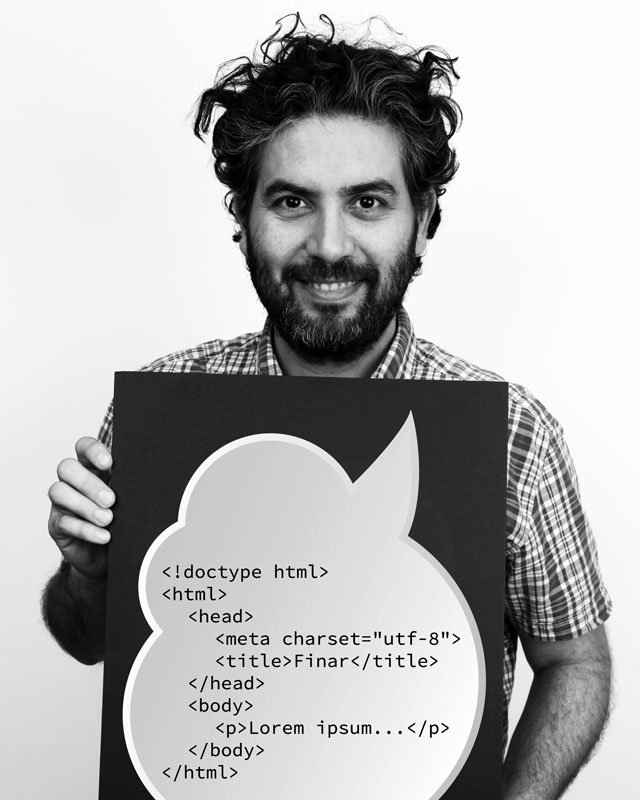 <!doctype html>
<html>
<head>
<meta charset="utf-8">
<title>Finar</title>
</head>
<body>
<p>Lorem ipsum...</p>
</body>
</html>